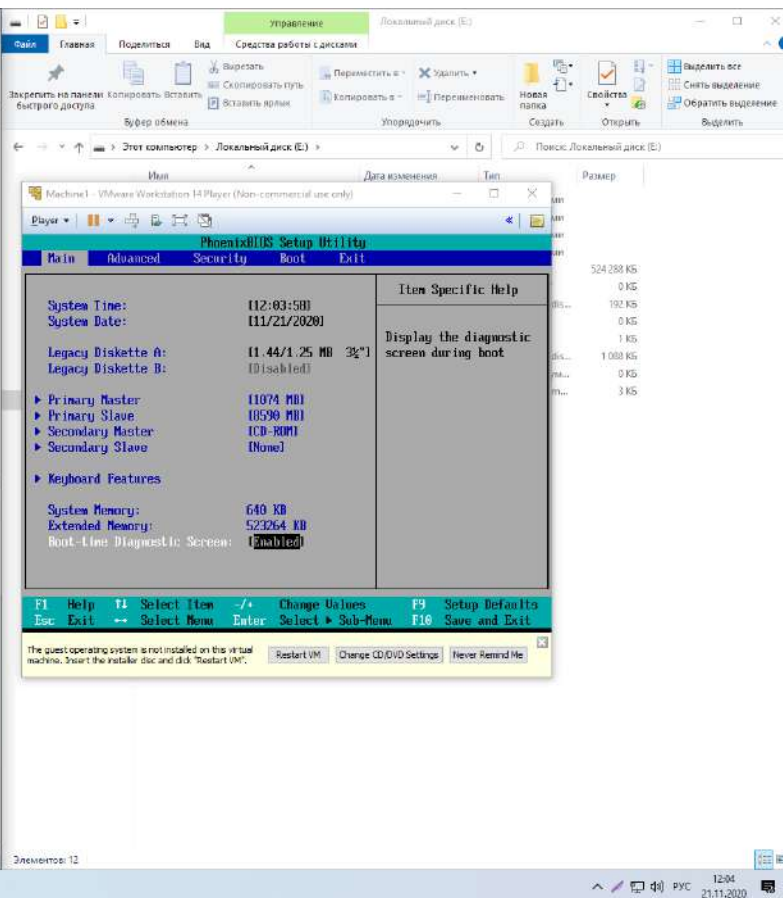 Управление
Локальный диск (E:)
Файл Главная Поделиться Вид Средства работы с дисками
Закрепить на панели быстрого доступа
Копировать
Вставить
Вырезать
Скопировать путь
Вставить ярлык
Переместить в
Удалить
Копировать в
Переименовать
Новая папка
Свойства
Выделить все
Снять выделение
Обратить выделение
Буфер обмена Упорядочить Создать Открыть Выделить
Этот компьютер > Локальный диск (E:) >
Поиск: Локальный диск (E:)
Имя Дата изменения Тип Размер
524 288 КБ
0 КБ
192 КБ
0 КБ
1 КБ
1 088 КБ
0 КБ
3 КБ
Machine1 - VMware Workstation 14 Player (Non-commercial use only)
Player
PhoenixBIOS Setup Utility
Main Advanced Security Boot Exit
Item Specific Help
System Time: [12:03:58]
System Date: [11/21/2020]
Display the diagnostic
screen during boot
Legacy Diskette A: [1.44/1.25 MB 3½"]
Legacy Diskette B: [Disabled]
Primary Master [1074 MB]
Primary Slave [8590 MB]
Secondary Master [CD-ROM]
Secondary Slave [None]
Keyboard Features
System Memory: 640 KB
Extended Memory: 523264 KB
Boot-time Diagnostic Screen: [Enabled]
F1 Help ↑↓ Select Item -/+ Change Values F9 Setup Defaults
Esc Exit ↔ Select Menu Enter Select ▶ Sub-Menu F10 Save and Exit
The guest operating system is not installed on this virtual
machine. Insert the installer disc and click "Restart VM".
Restart VM
Change CD/DVD Settings
Never Remind Me
Элементов: 12
РУС
12:04
21.11.2020